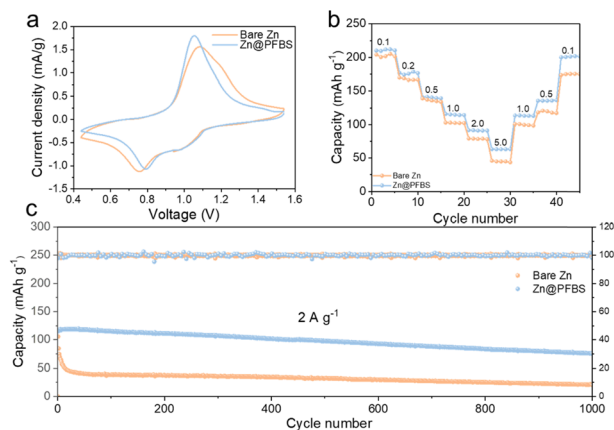 a
Bare Zn
Zn@PFBS
2.0
1.5
1.0
0.5
0.0
-0.5
-1.0
-1.5
Current density (mA/g)
0.4 0.6 0.8 1.0 1.2 1.4 1.6
Voltage (V)
b
250
200
150
100
50
0
Capacity (mAh g⁻¹)
0.1
0.2
0.5
1.0
2.0
5.0
1.0
0.5
0.1
Bare Zn
Zn@PFBS
0 10 20 30 40
Cycle number
c
300
250
200
150
100
50
0
Capacity (mAh g⁻¹)
120
100
80
60
40
20
0
Bare Zn
Zn@PFBS
2 A g⁻¹
0 200 400 600 800 1000
Cycle number